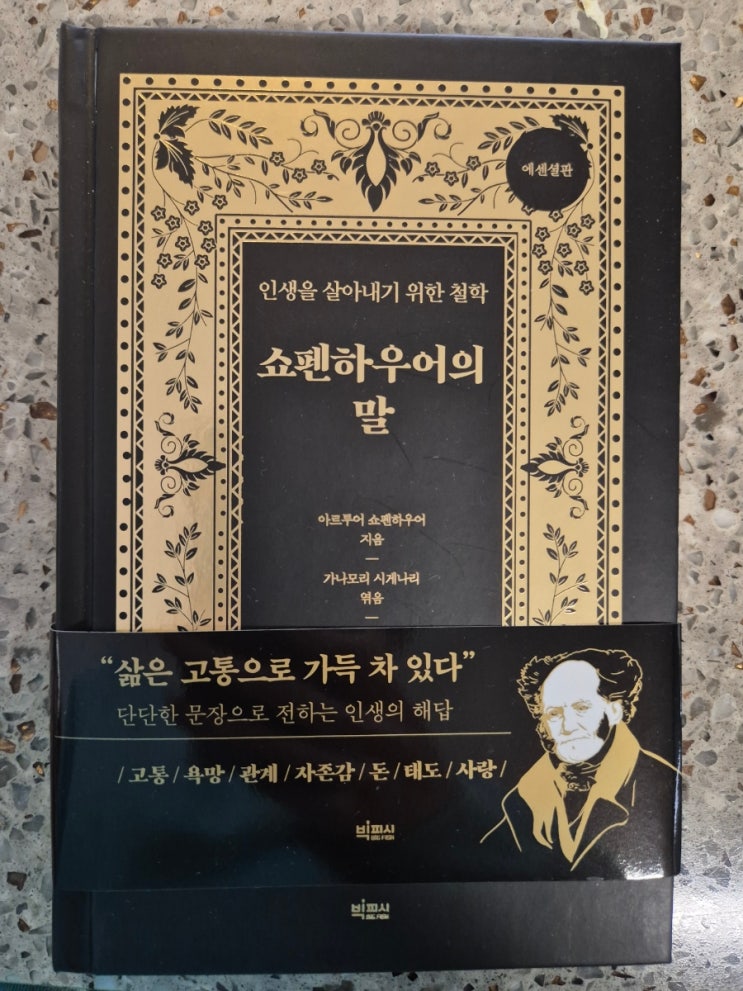 에센셜판
인생을 살아내기 위한 철학
쇼펜하우어의
말
아르투어 쇼펜하우어
지음
가나모리 시게나리
엮음
“삶은 고통으로 가득 차 있다”
단단한 문장으로 전하는 인생의 해답
/ 고통 / 욕망 / 관계 / 자존감 / 돈 / 태도 / 사랑 /
빅피시
BIG FISH
빅피시
BIG FISH